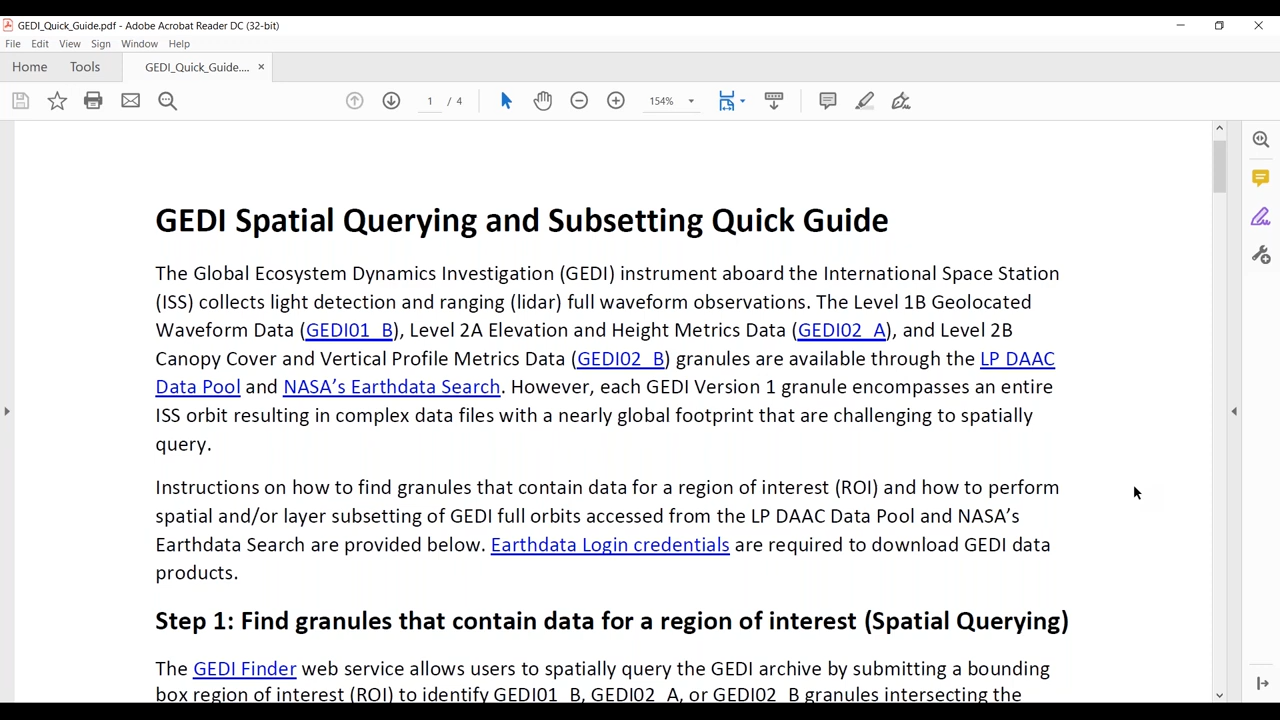 GEDI_Quick_Guide.pdf - Adobe Acrobat Reader DC (32-bit)
File Edit View Sign Window Help
Home Tools GEDI_Quick_Guide.... ×
1 / 4 154%
GEDI Spatial Querying and Subsetting Quick Guide
The Global Ecosystem Dynamics Investigation (GEDI) instrument aboard the International Space Station
(ISS) collects light detection and ranging (lidar) full waveform observations. The Level 1B Geolocated
Waveform Data (GEDI01_B), Level 2A Elevation and Height Metrics Data (GEDI02_A), and Level 2B
Canopy Cover and Vertical Profile Metrics Data (GEDI02_B) granules are available through the LP DAAC
Data Pool and NASA’s Earthdata Search. However, each GEDI Version 1 granule encompasses an entire
ISS orbit resulting in complex data files with a nearly global footprint that are challenging to spatially
query.
Instructions on how to find granules that contain data for a region of interest (ROI) and how to perform
spatial and/or layer subsetting of GEDI full orbits accessed from the LP DAAC Data Pool and NASA’s
Earthdata Search are provided below. Earthdata Login credentials are required to download GEDI data
products.
Step 1: Find granules that contain data for a region of interest (Spatial Querying)
The GEDI Finder web service allows users to spatially query the GEDI archive by submitting a bounding
box region of interest (ROI) to identify GEDI01_B, GEDI02_A, or GEDI02_B granules intersecting the